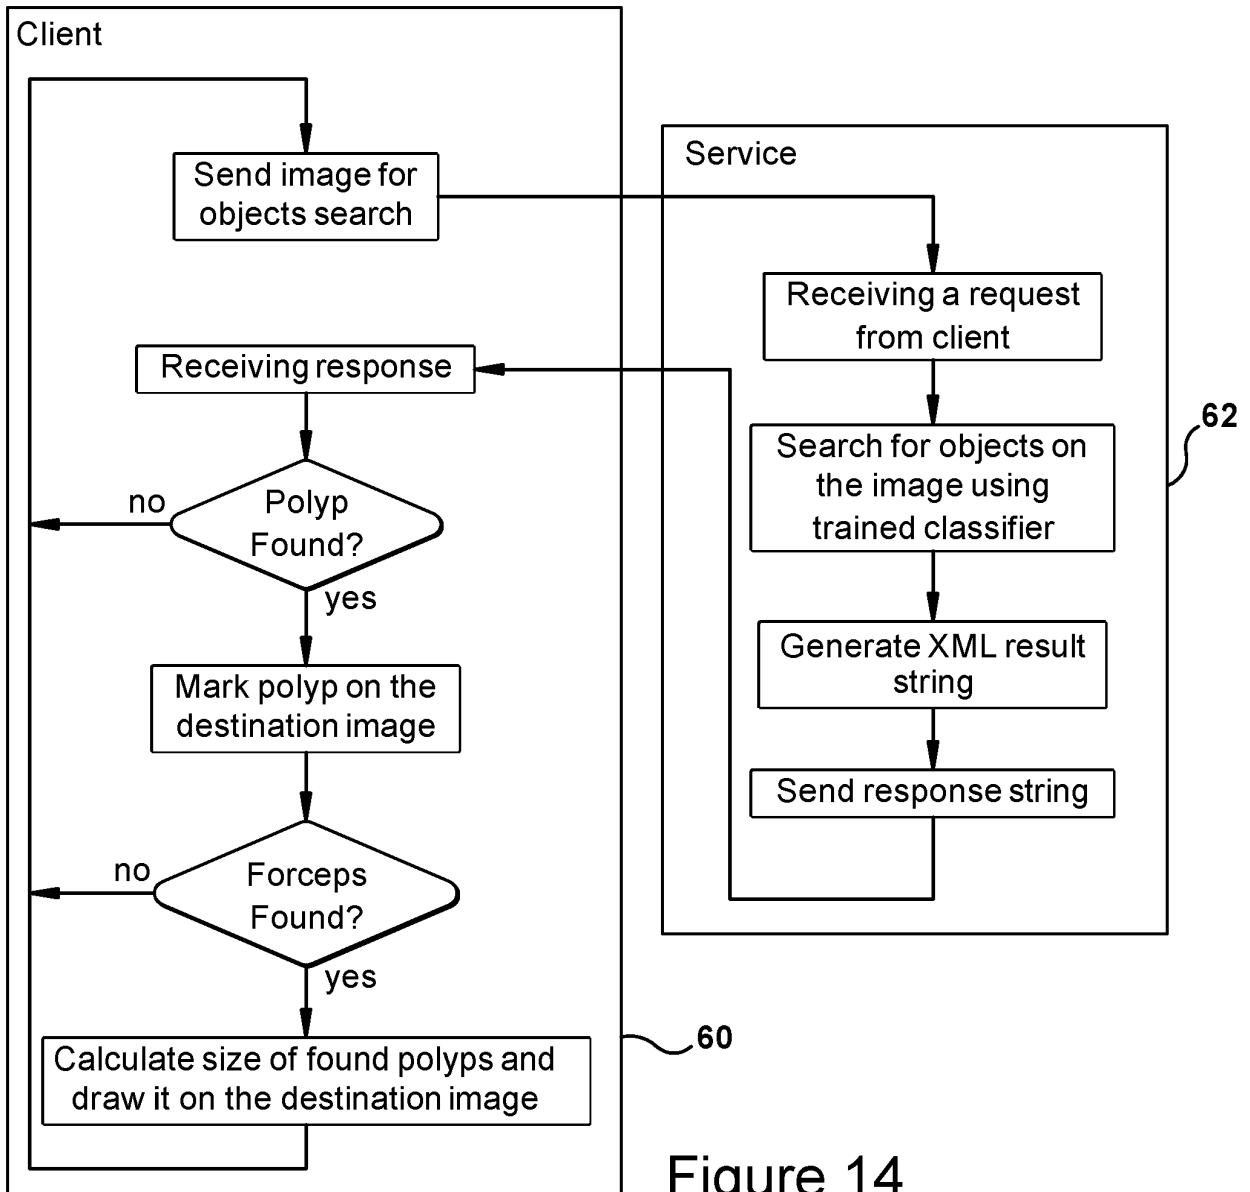 Client
Send image for
objects search
Receiving response
no
Polyp
Found?
yes
Mark polyp on the
destination image
no
Forceps
Found?
yes
Calculate size of found polyps and
draw it on the destination image
60
Service
Receiving a request
from client
Search for objects on
the image using
trained classifier
Generate XML result
string
Send response string
62
Figure 14